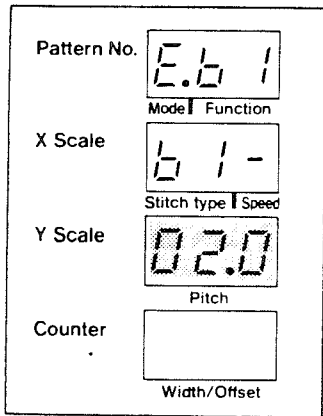 Pattern No. E.b 1
Mode Function
X Scale b 1 -
Stitch type Speed
Y Scale 02.0
Pitch
Counter
Width/Offset